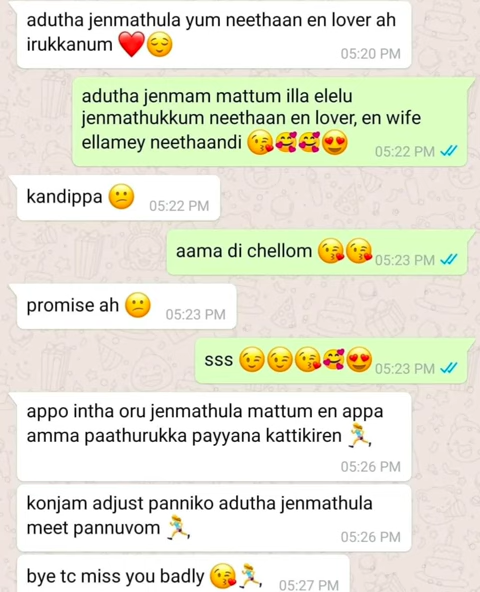 adutha jenmathula yum neethaan en lover ah
irukkanum ❤️😌
05:20 PM
adutha jenmam mattum illa elelu
jenmathukkum neethaan en lover, en wife
ellamey neethaandi 😘🥰🥰😍
05:22 PM
kandippa 😕
05:22 PM
aama di chellom 😘😘
05:23 PM
promise ah 😕
05:23 PM
sss 😉😉😘🥰😍
05:23 PM
appo intha oru jenmathula mattum en appa
amma paathurukka payyana kattikiren 🏃‍♀️
05:26 PM
konjam adjust panniko adutha jenmathula
meet pannuvom 🏃‍♀️
05:26 PM
bye tc miss you badly 😘🏃‍♀️
05:27 PM